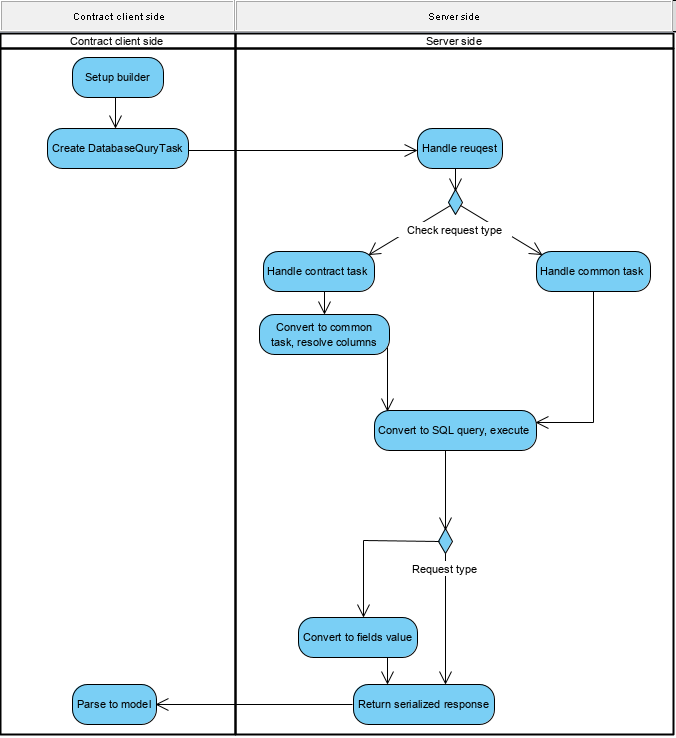 Contract client side
Server side
Contract client side
Server side
Setup builder
Create DatabaseQuryTask
Handle reuqest
Check request type
Handle contract task
Handle common task
Convert to common
task, resolve columns
Convert to SQL query, execute
Request type
Convert to fields value
Parse to model
Return serialized response